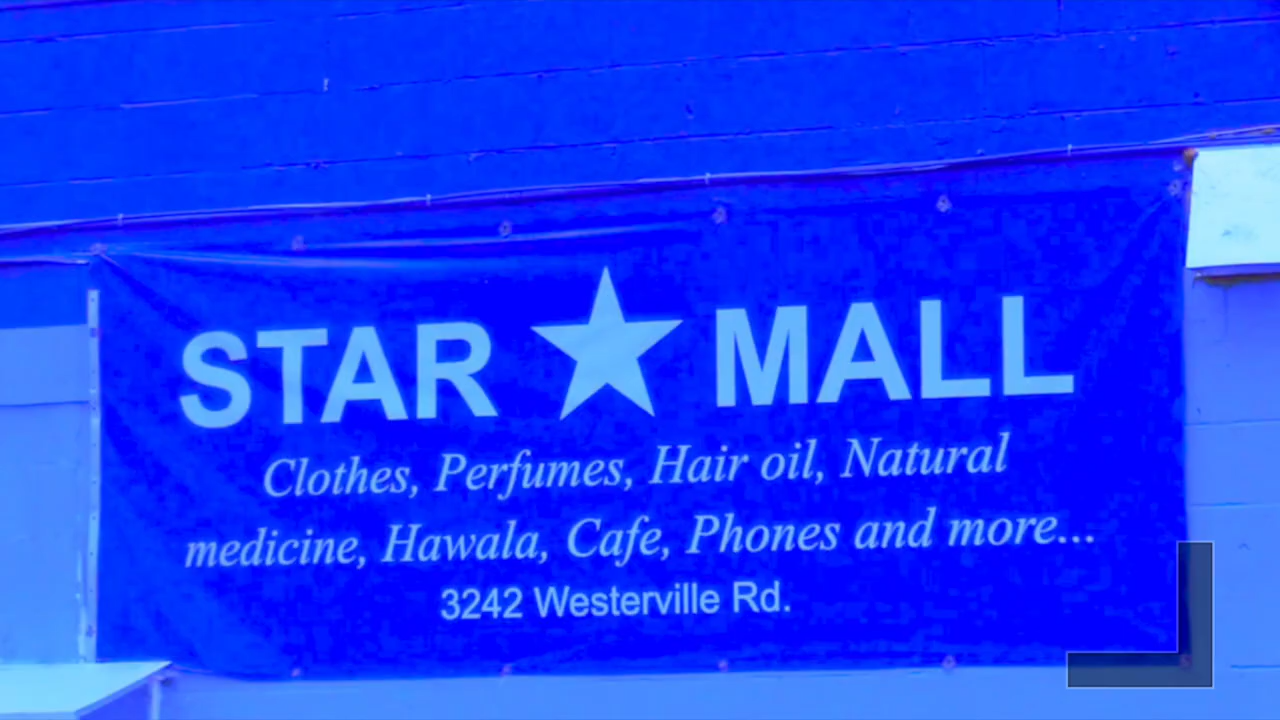 STAR MALL
Clothes, Perfumes, Hair oil, Natural
medicine, Hawala, Cafe, Phones and more...
3242 Westerville Rd.